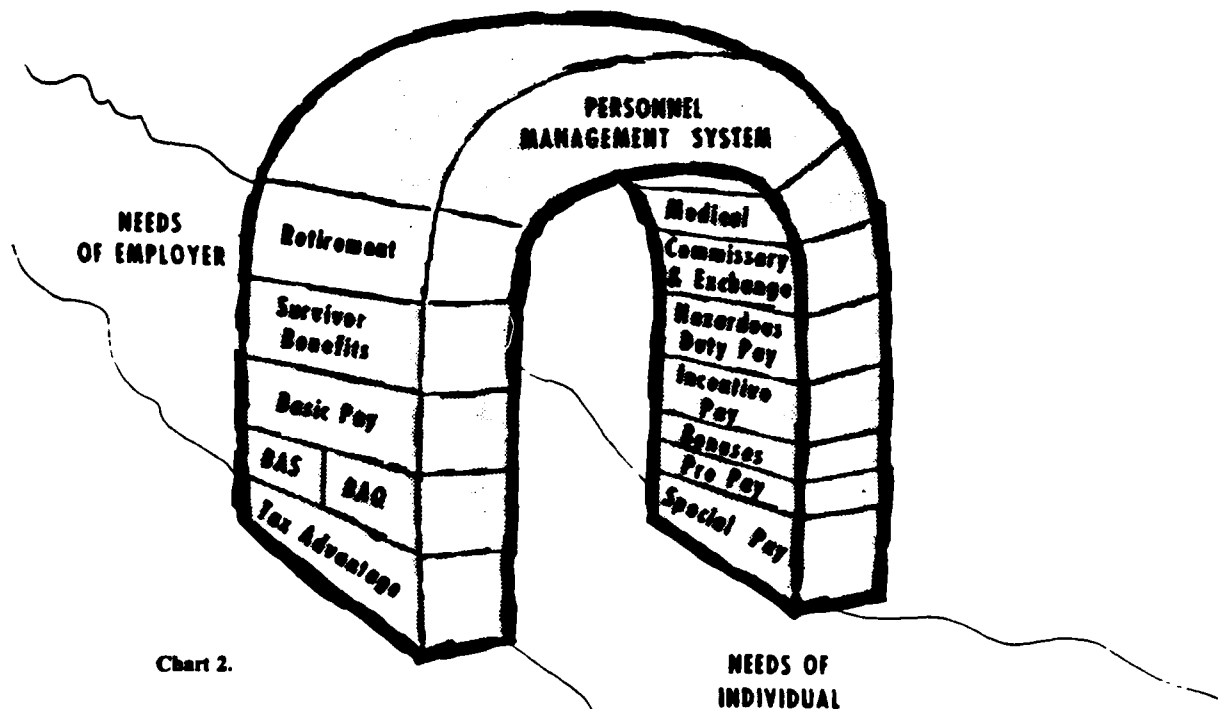 PERSONNEL
MANAGEMENT SYSTEM
NEEDS
OF EMPLOYER
Retirement
Survivor
Benefits
Basic Pay
BAS
BAQ
Tax Advantage
Medical
Commissary
& Exchange
Hazardous
Duty Pay
Incentive
Pay
Bonuses
Pro Pay
Special Pay
Chart 2.
NEEDS OF
INDIVIDUAL